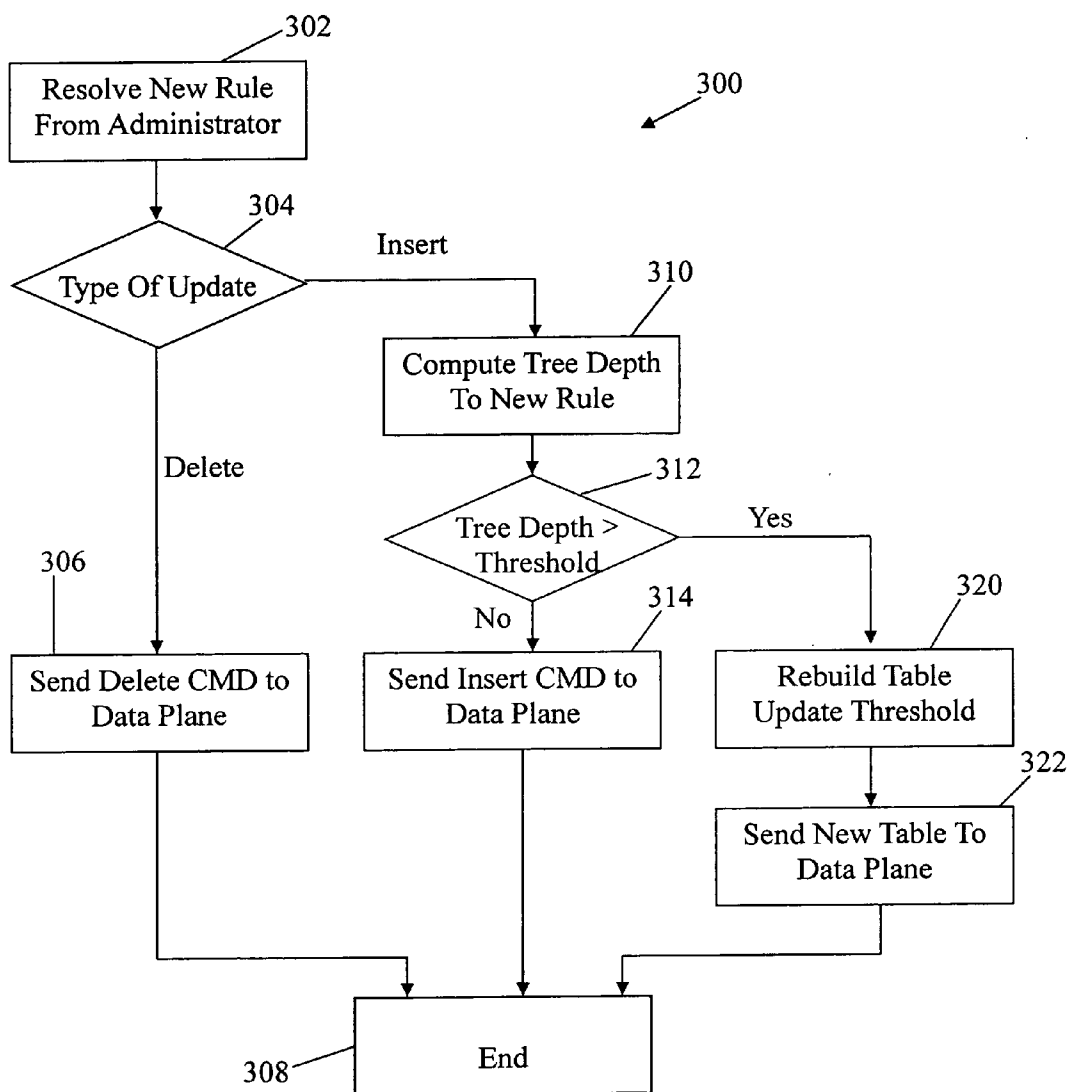 302
Resolve New Rule
From Administrator
300
304
Type Of Update
Insert
310
Compute Tree Depth
To New Rule
Delete
312
Tree Depth >
Threshold
Yes
306
No
314
320
Send Delete CMD to
Data Plane
Send Insert CMD to
Data Plane
Rebuild Table
Update Threshold
322
Send New Table To
Data Plane
308
End